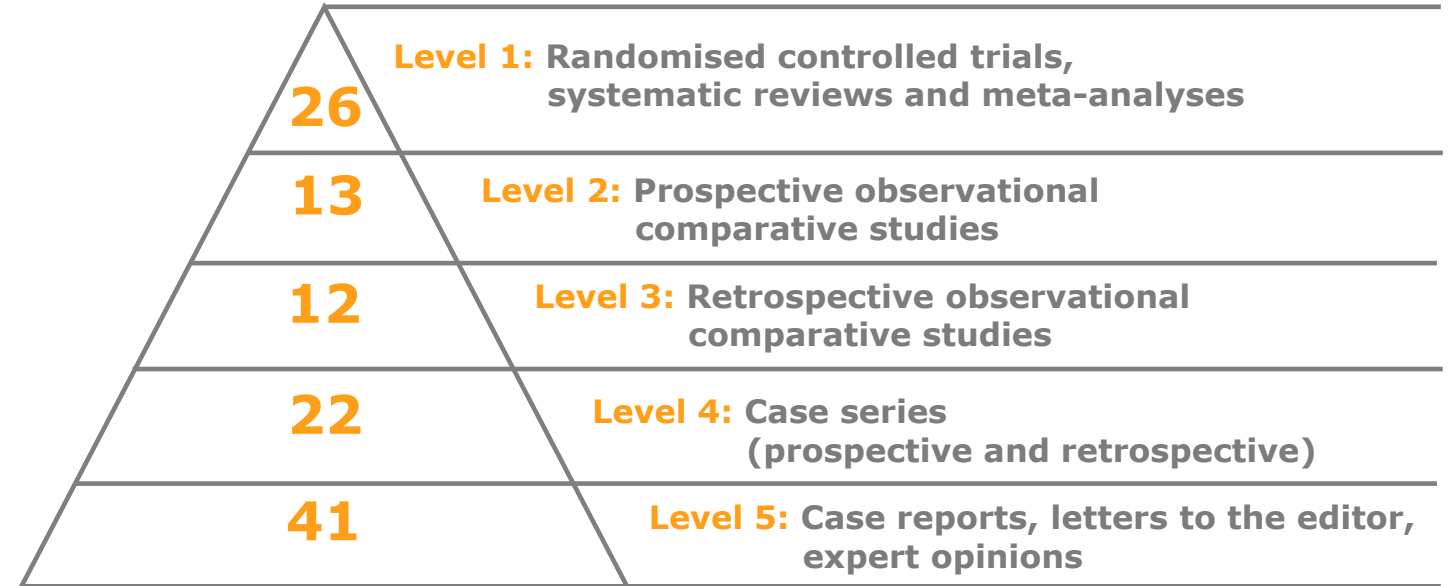 Level 1: Randomised controlled trials,
systematic reviews and meta-analyses
26
13
Level 2: Prospective observational
comparative studies
12
Level 3: Retrospective observational
comparative studies
22
Level 4: Case series
(prospective and retrospective)
41
Level 5: Case reports, letters to the editor,
expert opinions